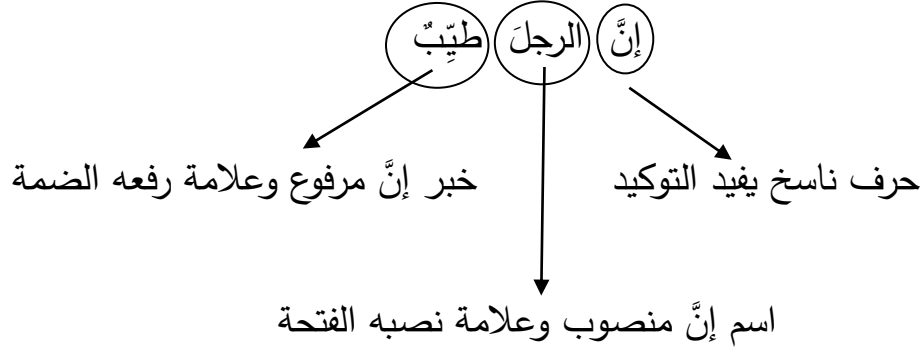 إنَّ الرجلَ طيِّبٌ
حرف ناسخ يفيد التوكيد
خبر إنَّ مرفوع وعلامة رفعه الضمة
اسم إنَّ منصوب وعلامة نصبه الفتحة